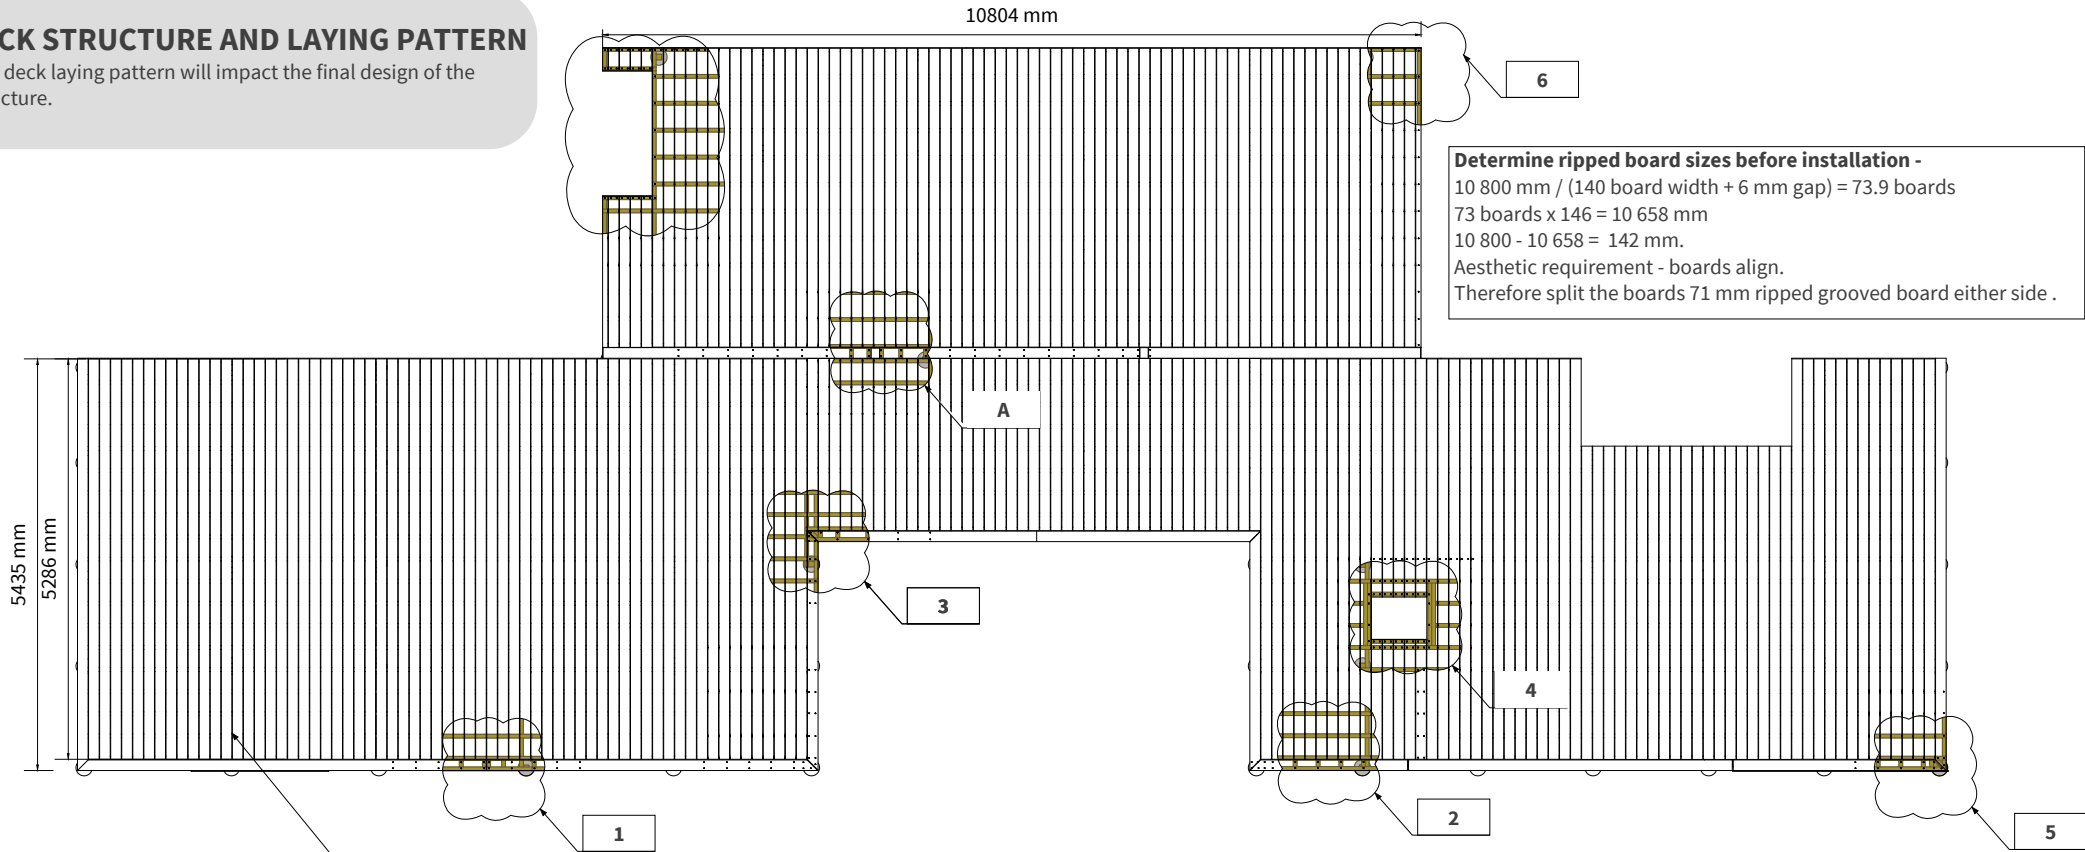 10804 mm
CK STRUCTURE AND LAYING PATTERN
deck laying pattern will impact the final design of the
cture.
6
Determine ripped board sizes before installation -
10 800 mm / (140 board width + 6 mm gap) = 73.9 boards
73 boards x 146 = 10 658 mm
10 800 - 10 658 =  142 mm.
Aesthetic requirement - boards align.
Therefore split the boards 71 mm ripped grooved board either side .
A
5435 mm
5286 mm
3
4
1
2
5